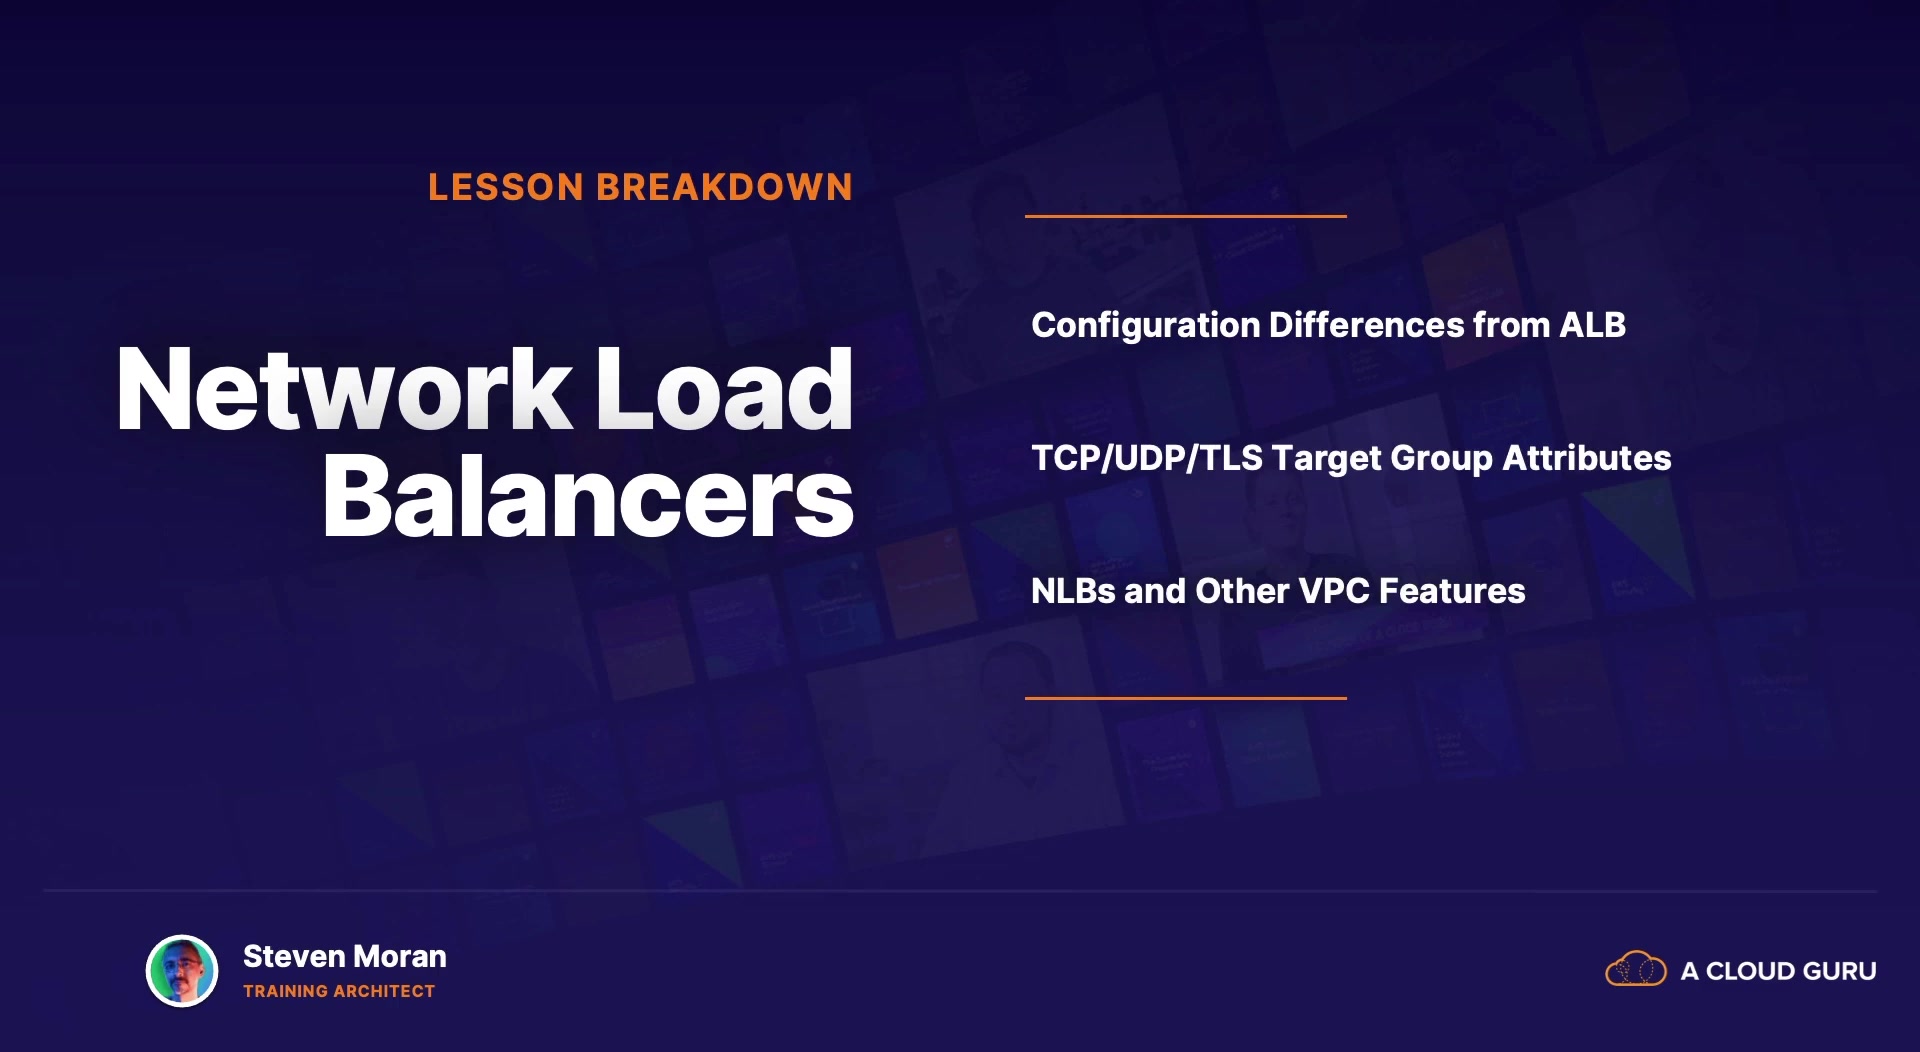 LESSON BREAKDOWN
Network Load
Balancers
Configuration Differences from ALB
TCP/UDP/TLS Target Group Attributes
NLBs and Other VPC Features
Steven Moran
TRAINING ARCHITECT
A CLOUD GURU